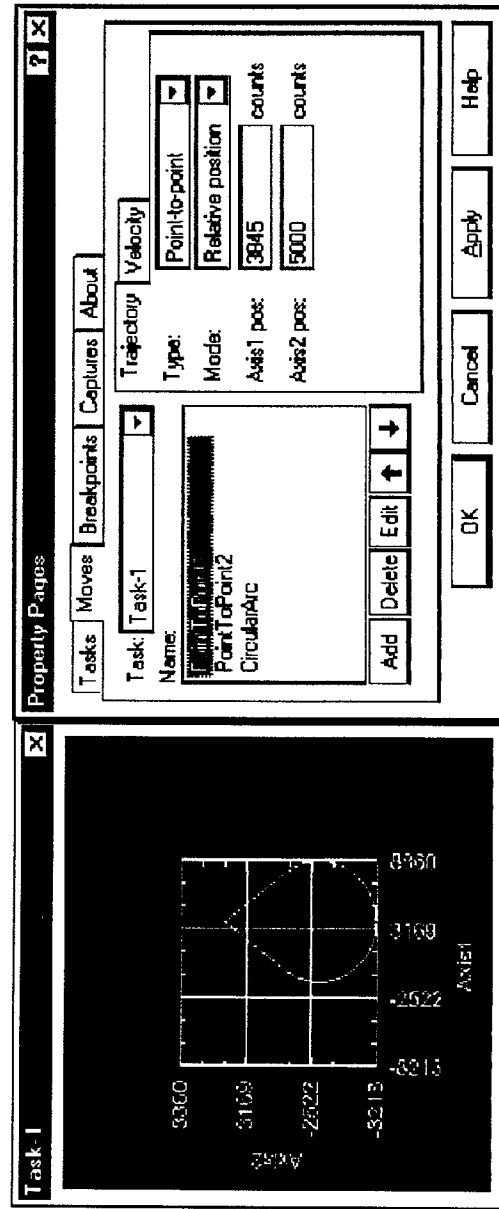 Task-1
3360
3169
-2522
-3213
Axis2
-3213
-2522
3169
3360
Axis1
Property Pages
Tasks Moves Breakpoints Captures About
Task: Task-1
Name:
PointToPoint2
CircularArc
Add Delete Edit
Trajectory Velocity
Type: Point-to-point
Mode: Relative position
Axis1 pos: 3845 counts
Axis2 pos: 5000 counts
OK Cancel Apply Help